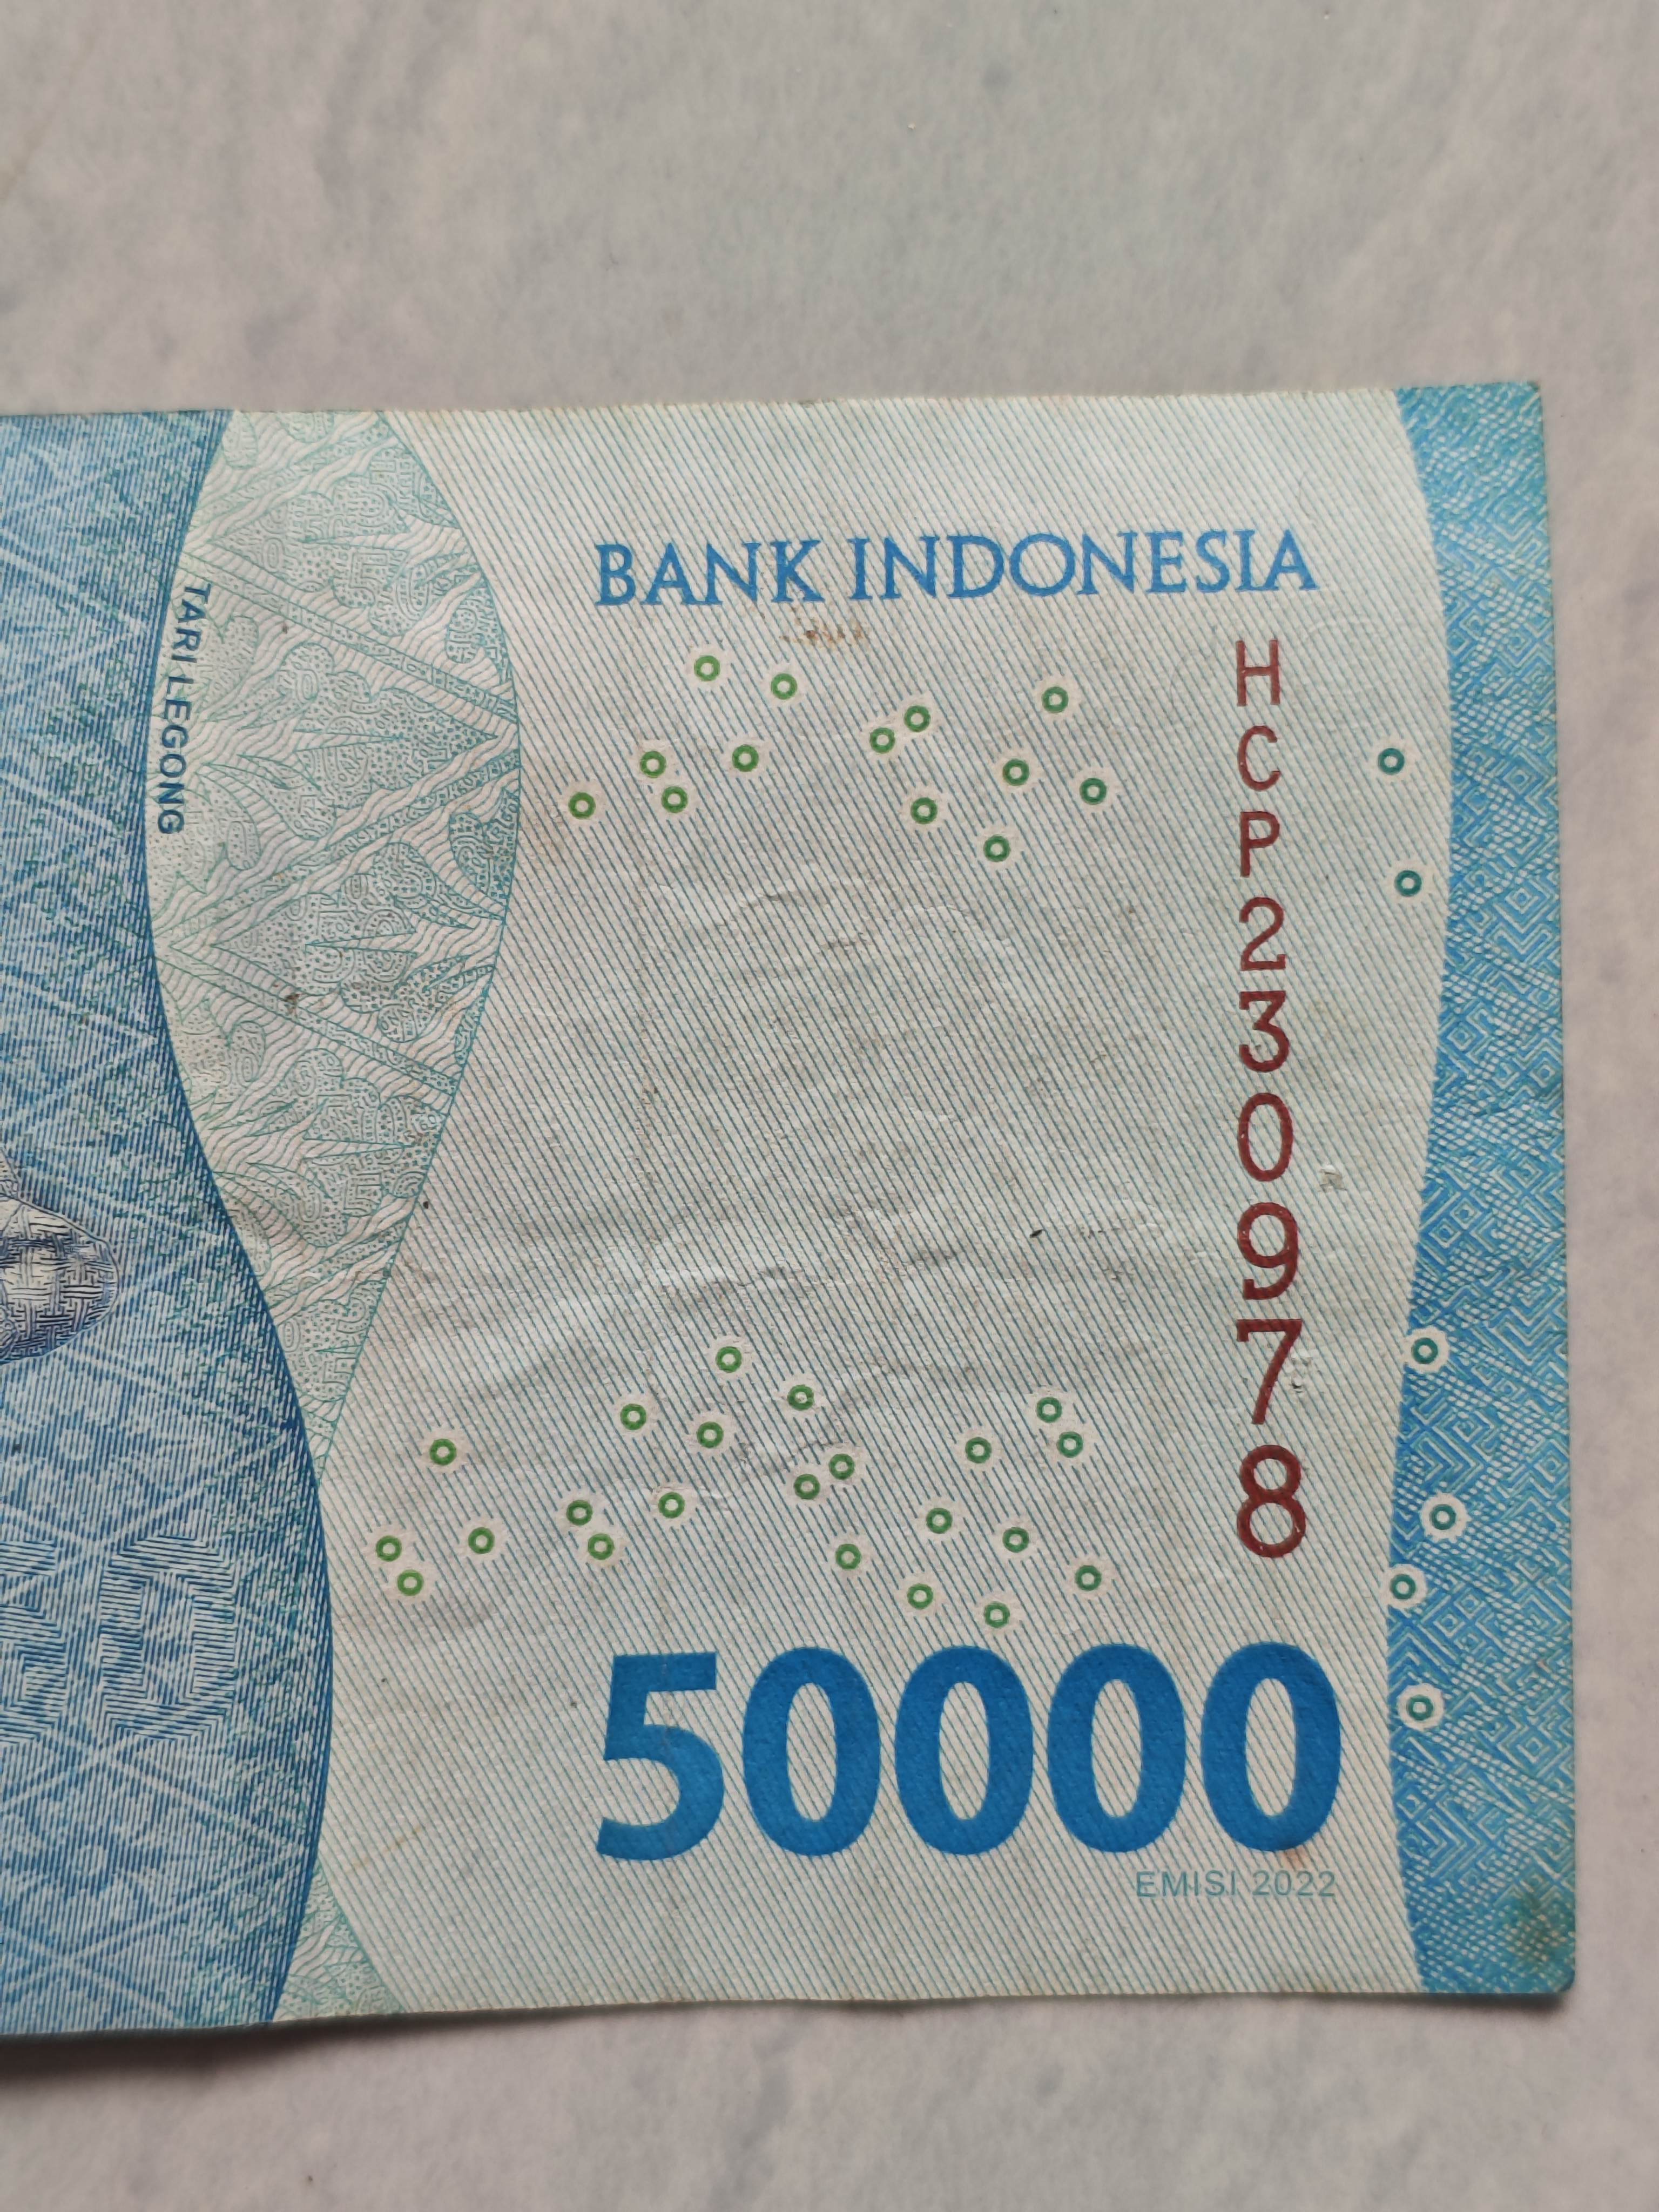 BANK INDONESIA
TARI LEGONG
HCP230978
50000
EMISI 2022